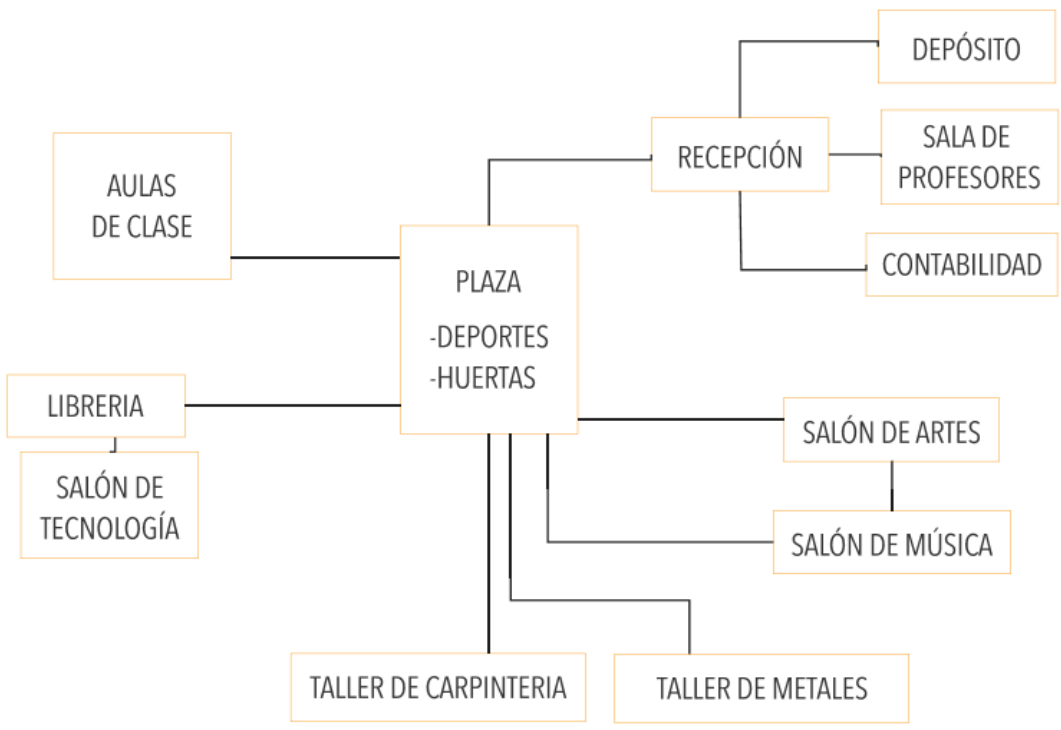 DEPÓSITO
RECEPCIÓN
SALA DE
PROFESORES
CONTABILIDAD
AULAS
DE CLASE
PLAZA
-DEPORTES
-HUERTAS
LIBRERIA
SALÓN DE
TECNOLOGÍA
SALÓN DE ARTES
SALÓN DE MÚSICA
TALLER DE CARPINTERIA
TALLER DE METALES